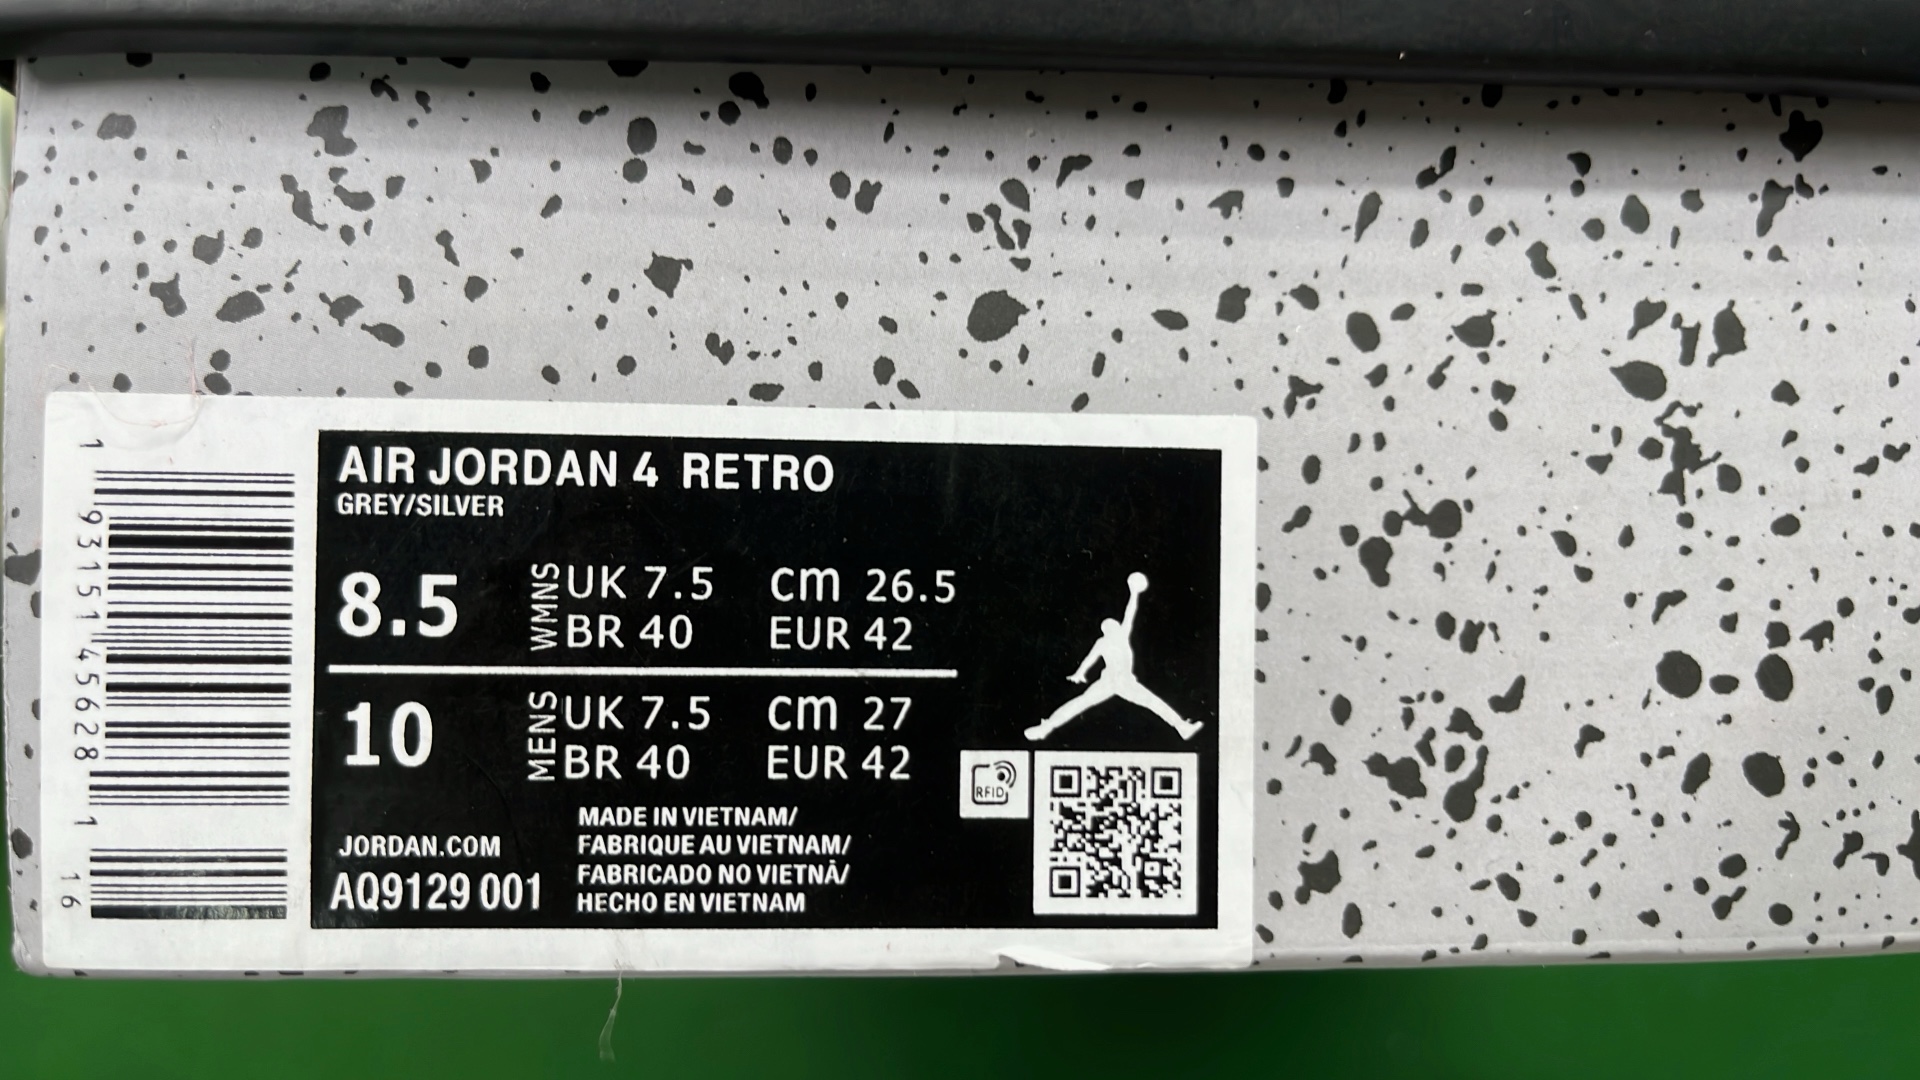 AIR JORDAN 4 RETRO
GREY/SILVER
8.5 WMNS UK 7.5 cm 26.5
BR 40 EUR 42
10 MENS UK 7.5 cm 27
BR 40 EUR 42
JORDAN.COM
AQ9129 001
MADE IN VIETNAM/
FABRIQUE AU VIETNAM/
FABRICADO NO VIETNÃ/
HECHO EN VIETNAM
RFID
1 93151 45628 1 16